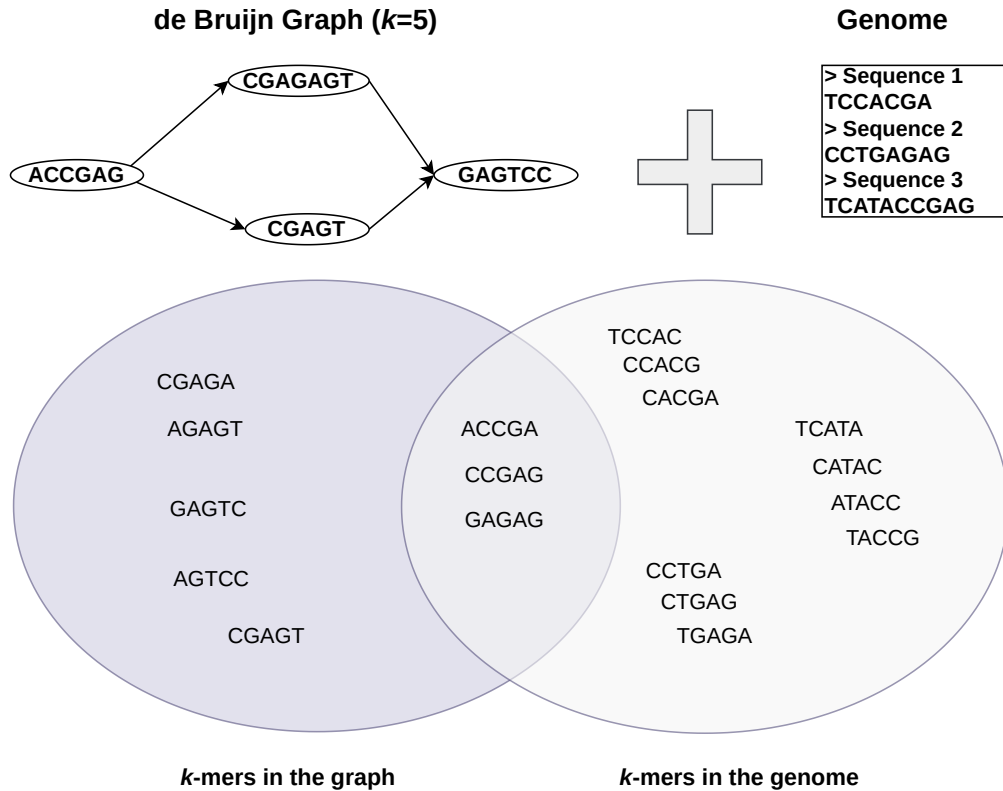 de Bruijn Graph (k=5)
Genome
CGAGAGT
ACCGAG
GAGTCC
CGAGT
> Sequence 1
TCCACGA
> Sequence 2
CCTGAGAG
> Sequence 3
TCATACCGAG
CGAGA
AGAGT
GAGTC
AGTCC
CGAGT
ACCGA
CCGAG
GAGAG
TCCAC
CCACG
CACGA
TCATA
CATAC
ATACC
TACCG
CCTGA
CTGAG
TGAGA
k-mers in the graph
k-mers in the genome